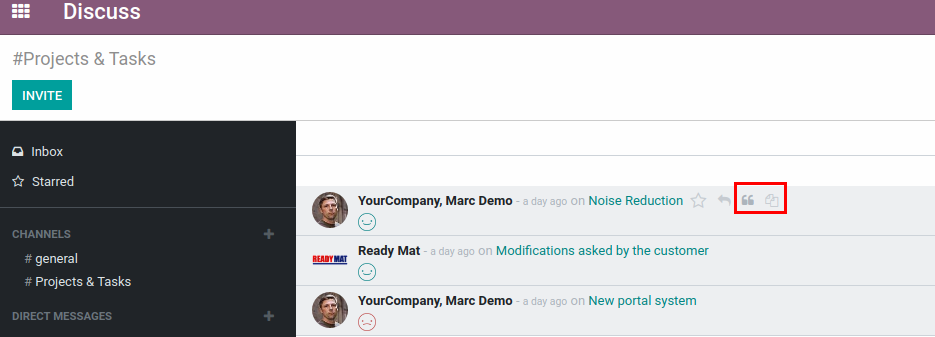 Discuss
#Projects & Tasks
INVITE
Inbox
Starred
CHANNELS +
# general
# Projects & Tasks
DIRECT MESSAGES +
YourCompany, Marc Demo - a day ago on Noise Reduction
READY MAT
Ready Mat - a day ago on Modifications asked by the customer
YourCompany, Marc Demo - a day ago on New portal system